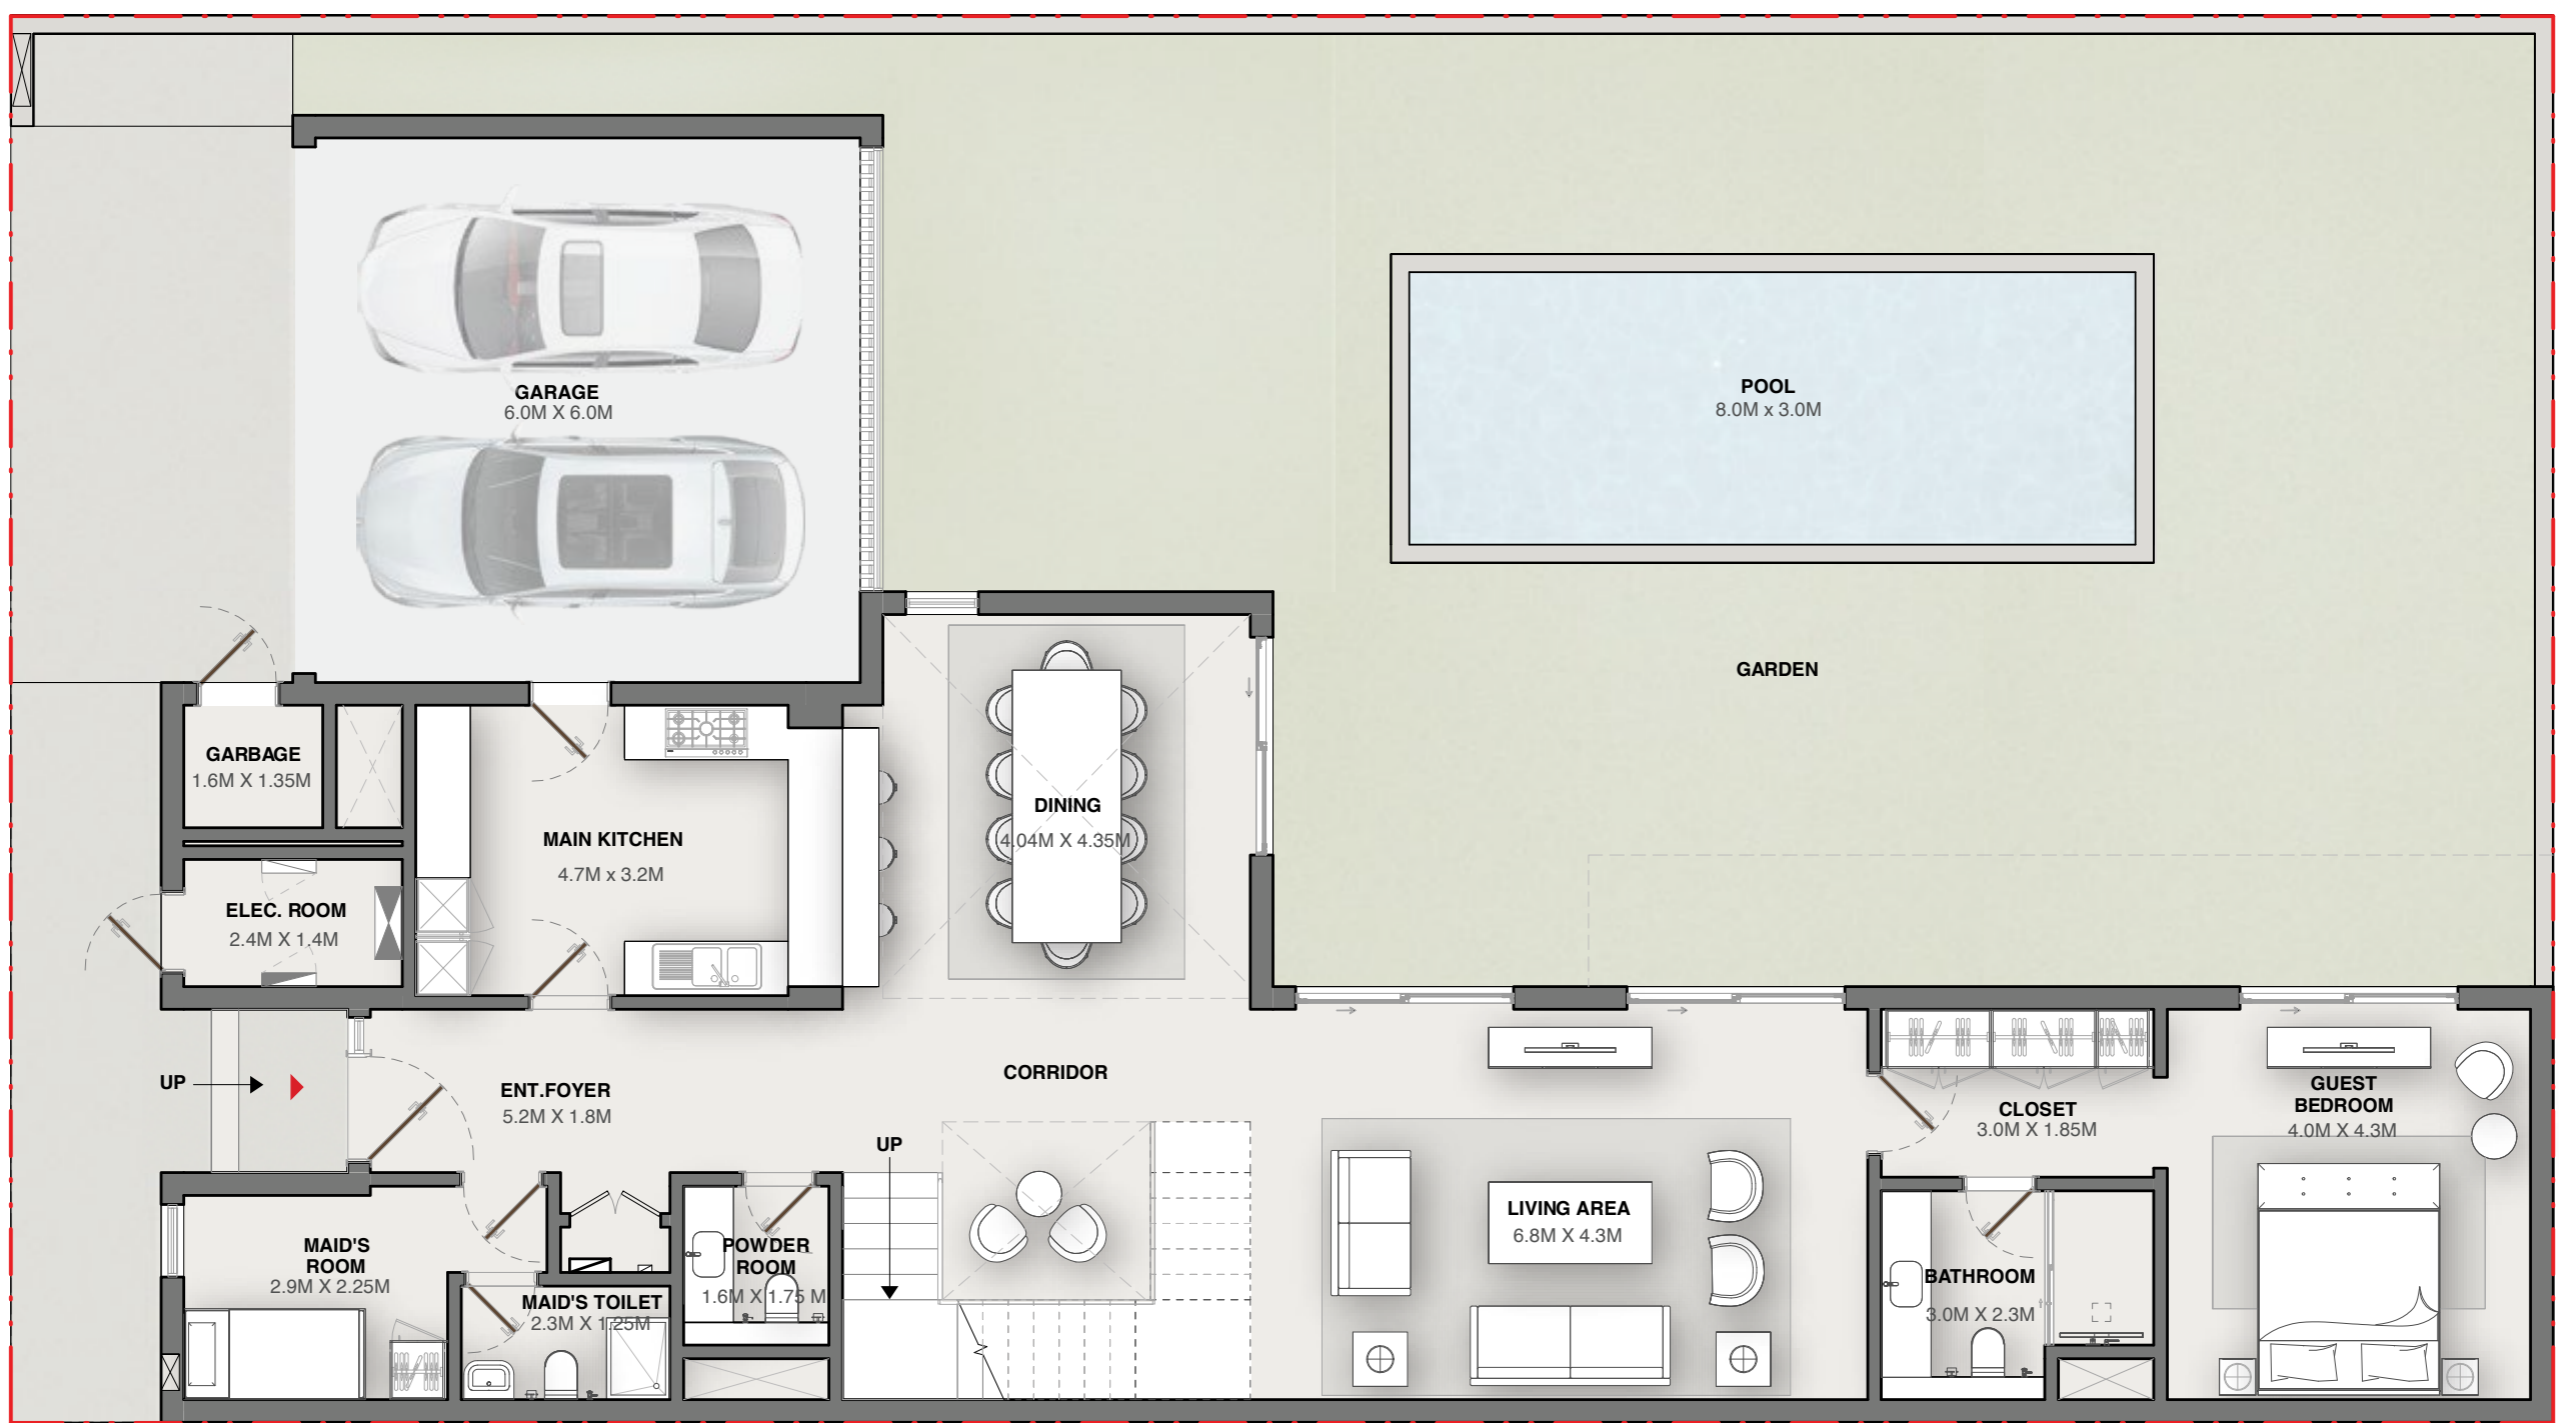 GARAGE
6.0M X 6.0M
POOL
8.0M x 3.0M
GARDEN
GARBAGE
1.6M X 1.35M
MAIN KITCHEN
4.7M x 3.2M
DINING
4.04M X 4.35M
ELEC. ROOM
2.4M X 1.4M
UP
ENT.FOYER
5.2M X 1.8M
CORRIDOR
UP
CLOSET
3.0M X 1.85M
GUEST
BEDROOM
4.0M X 4.3M
LIVING AREA
6.8M X 4.3M
MAID'S
ROOM
2.9M X 2.25M
MAID'S TOILET
2.3M X 1.25M
POWDER
ROOM
1.6M X 1.75 M
BATHROOM
3.0M X 2.3M